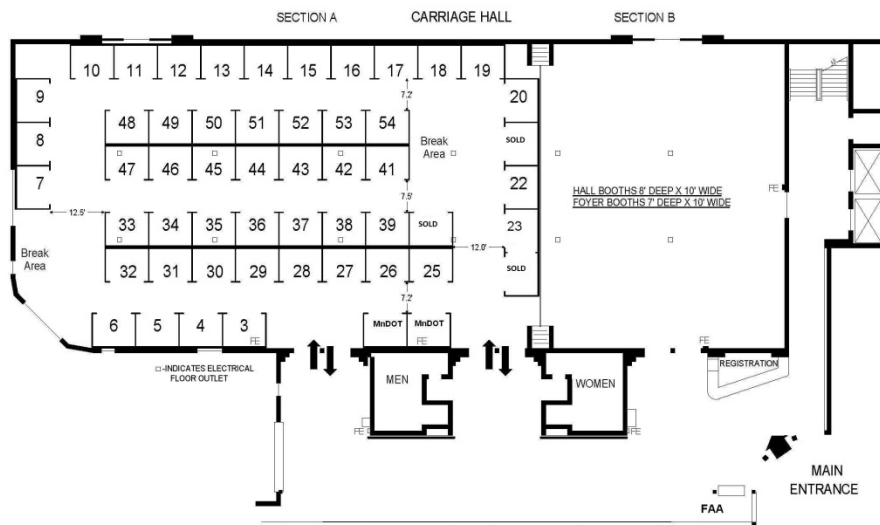 SECTION A CARRIAGE HALL SECTION B
10 11 12 13 14 15 16 17 18 19
9 20
7.2'
48 49 50 51 52 53 54
8 Break
Area SOLD
47 46 45 44 43 42 41
7 22
7.5'
HALL BOOTHS 8' DEEP X 10' WIDE
FOYER BOOTHS 7' DEEP X 10' WIDE
FE
12.5'
33 34 35 36 37 38 39 SOLD 23
Break
Area
12.0'
32 31 30 29 28 27 26 25 SOLD
7.2'
6 5 4 3 MnDOT MnDOT
FE FE FE
□-INDICATES ELECTRICAL
FLOOR OUTLET
MEN WOMEN REGISTRATION
FE FE
MAIN
ENTRANCE
FAA